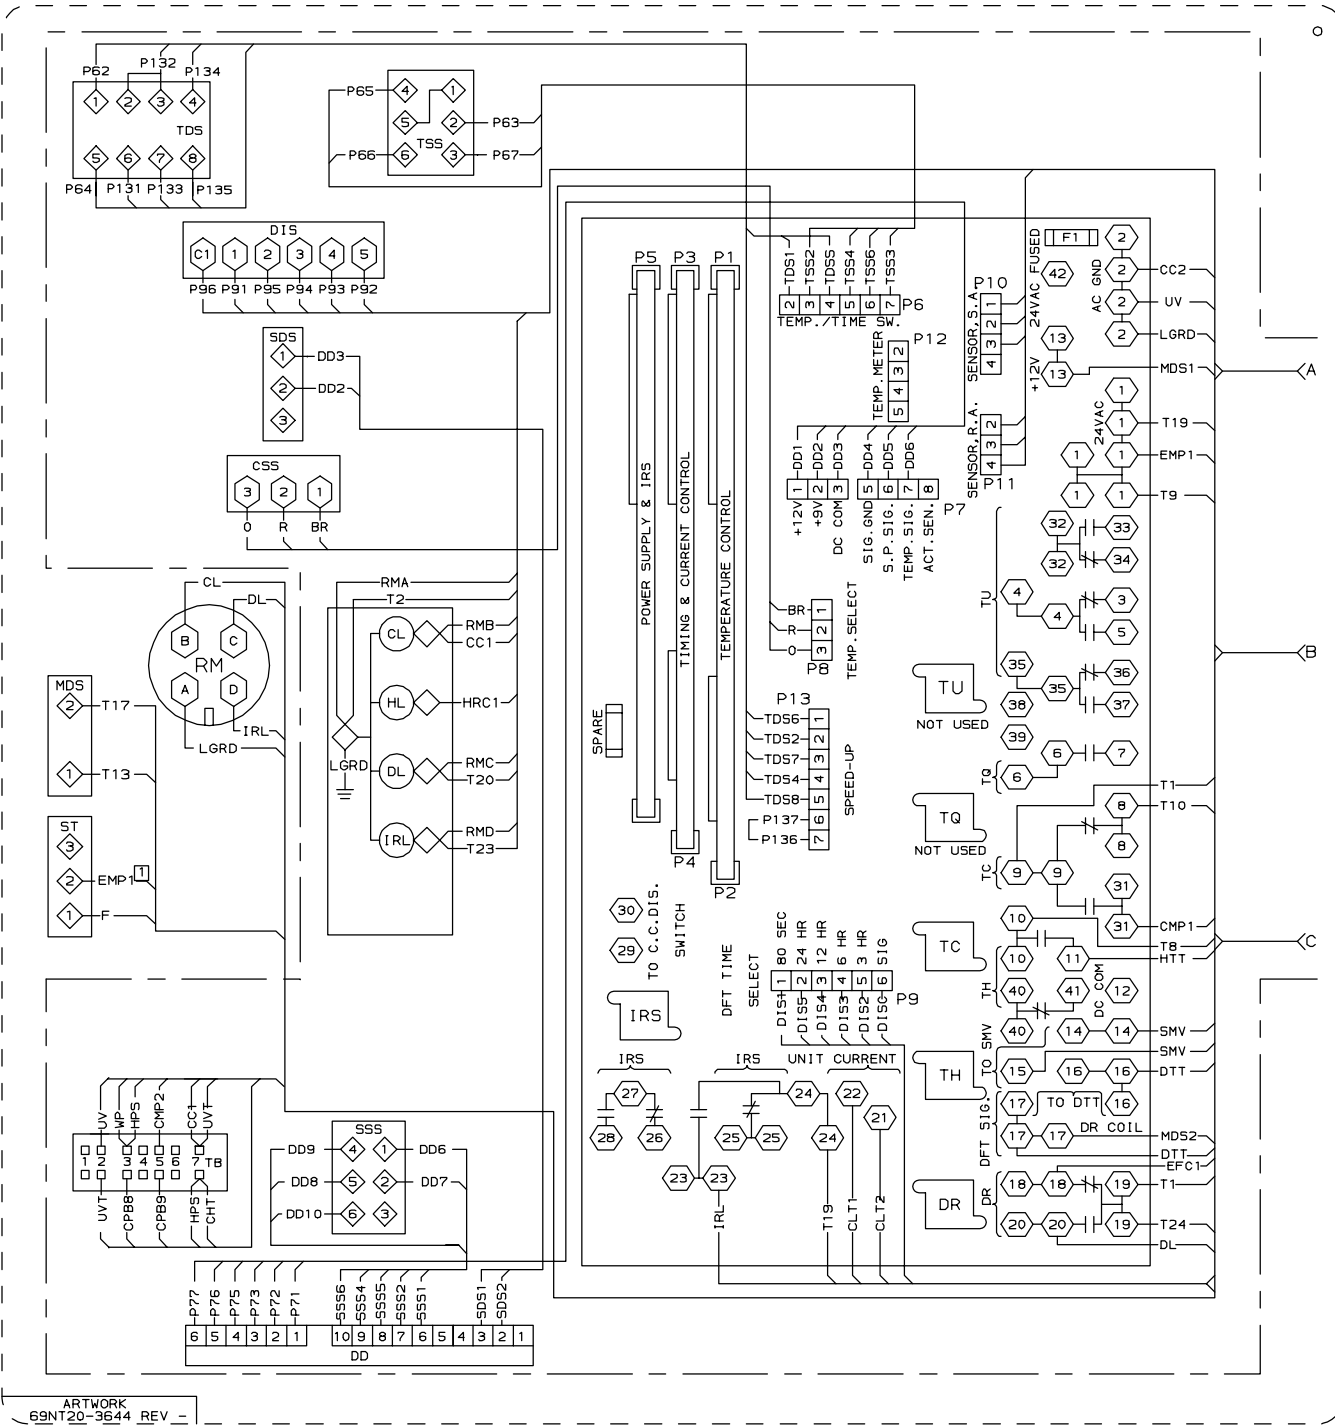 P62
P132
P134
1 2 3 4
TDS
5 6 7 8
P64 P131 P133 P135
P65 4 1
5 2 P63
TSS
P66 6 3 P67
DIS
C1 1 2 3 4 5
P96 P91 P95 P94 P93 P92
SDS
1 DD3
2 DD2
3
CSS
3 2 1
O R BR
CL
DL
B C
RM
A D
IRL
LGRD
MDS
2 T17
1 T13
ST
3
2 EMP1 1
1 F
RMA
T2
CL RMB
CC1
HL HRC1
LGRD
DL RMC
T20
IRL RMD
T23
P5 P3 P1
POWER SUPPLY & IRS
TIMING & CURRENT CONTROL
TEMPERATURE CONTROL
P4
P2
SPARE
TDS1 TSS2 TDS5 TSS4 TSS6 TSS3
2 3 4 5 6 7 P6
TEMP./TIME SW.
P12
TEMP.METER
2
3
4
5
P10
SENSOR,S.A.
1
2
3
4
SENSOR,R.A.
2
3
4
P11
DD1 DD2 DD3 DD4 DD5 DD6
1 2 3 5 6 7 8
P7
+12V
+9V
DC COM
SIG.GND
S.P.SIG.
TEMP.SIG.
ACT.SEN.
BR 1
R 2
O 3
P8
TEMP.SELECT
P13
TDS6 1
TDS2 2
TDS7 3
TDS4 4
TDS8 5
P137 6
P136 7
SPEED-UP
24VAC FUSED
F1 2
42
AC GND
2 CC2
2 UV
2 LGRD
13
+12V
13 MDS1
A
1
24VAC
1 T19
1 1 EMP1
1 1 T9
32 33
32 34
TU
4 3
4 5
B
TU
NOT USED
35 36
35
38 37
39
6 7
TQ
6
T1
8 T10
TQ
NOT USED
8
TC
9 9
31
31 CMP1
TC
10
T8
C
TH
10 11 HTT
40 41 12
DC COM
40
TO SMV
14 14 SMV
SMV
TH
15 16 16 DTT
DFT SIG.
17 TO DTT 16
DR COIL
17 17 MDS2
DTT
EFC1
DR
DR
18 18 19 T1
20 20 19 T24
DL
30
29
TO C.C.DIS.
SWITCH
IRS
DFT TIME
SELECT
80 SEC
24 HR
12 HR
6 HR
3 HR
SIG
1 2 3 4 5 6
P9
DIS1 DIS5 DIS4 DIS3 DIS2 DISC
IRS IRS UNIT CURRENT
27 24 22
21
28 26 25 25 24
23 23
IRL T19 CLT1 CLT2
UV WP HPS CMP2 CC1 UVT
1 2 3 4 5 6 7 TB
UVT CPB8 CPB9 HPS CHT
SSS
DD9 4 1 DD6
DD8 5 2 DD7
DD10 6 3
P77 P76 P75 P73 P72 P71 SSS6 SSS4 SSS5 SSS2 SSS1 SDS1 SDS2
6 5 4 3 2 1 10 9 8 7 6 5 4 3 2 1
DD
ARTWORK
69NT20-3644 REV -